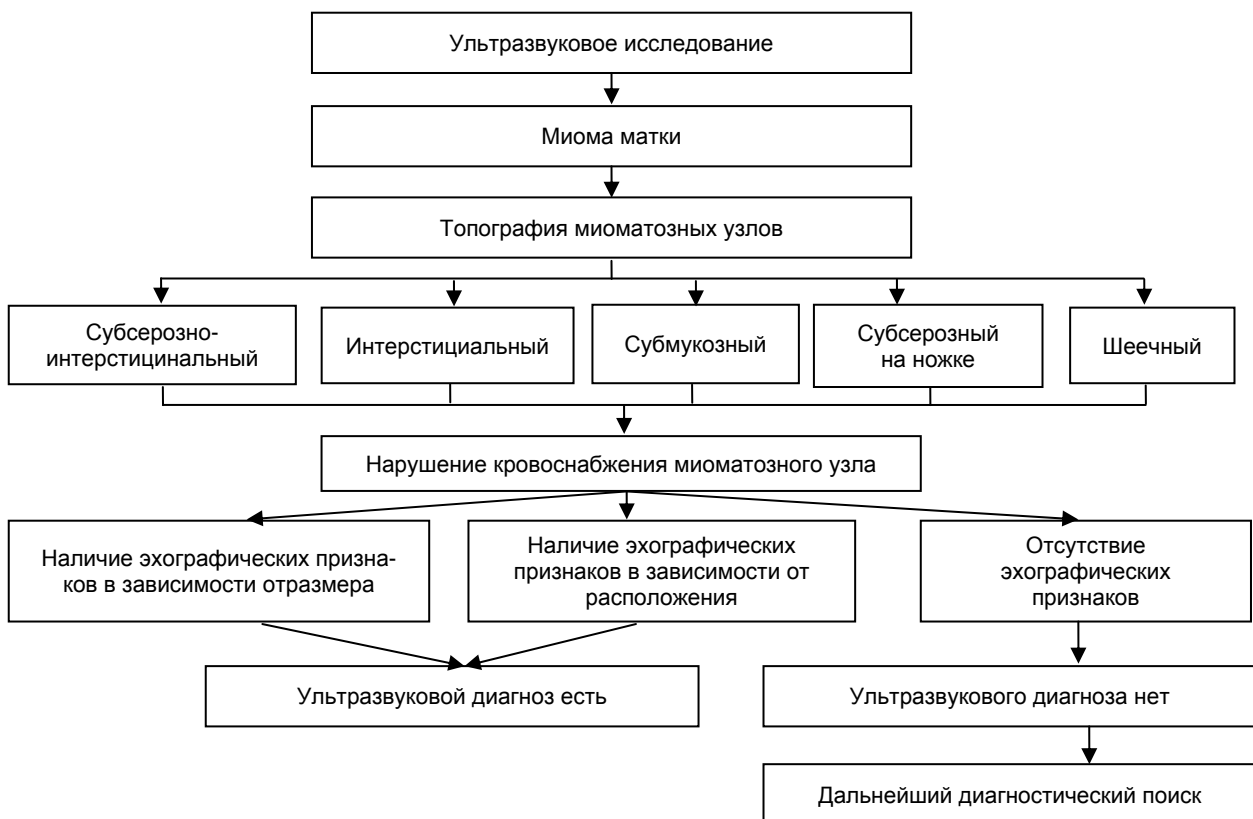 Ультразвуковое исследование
Миома матки
Топография миоматозных узлов
Субсерозно-
интерстицинальный
Интерстициальный
Субмукозный
Субсерозный
на ножке
Шеечный
Нарушение кровоснабжения миоматозного узла
Наличие эхографических призна-
ков в зависимости отразмера
Наличие эхографических
признаков в зависимости от
расположения
Отсутствие
эхографических
признаков
Ультразвуковой диагноз есть
Ультразвукового диагноза нет
Дальнейший диагностический поиск